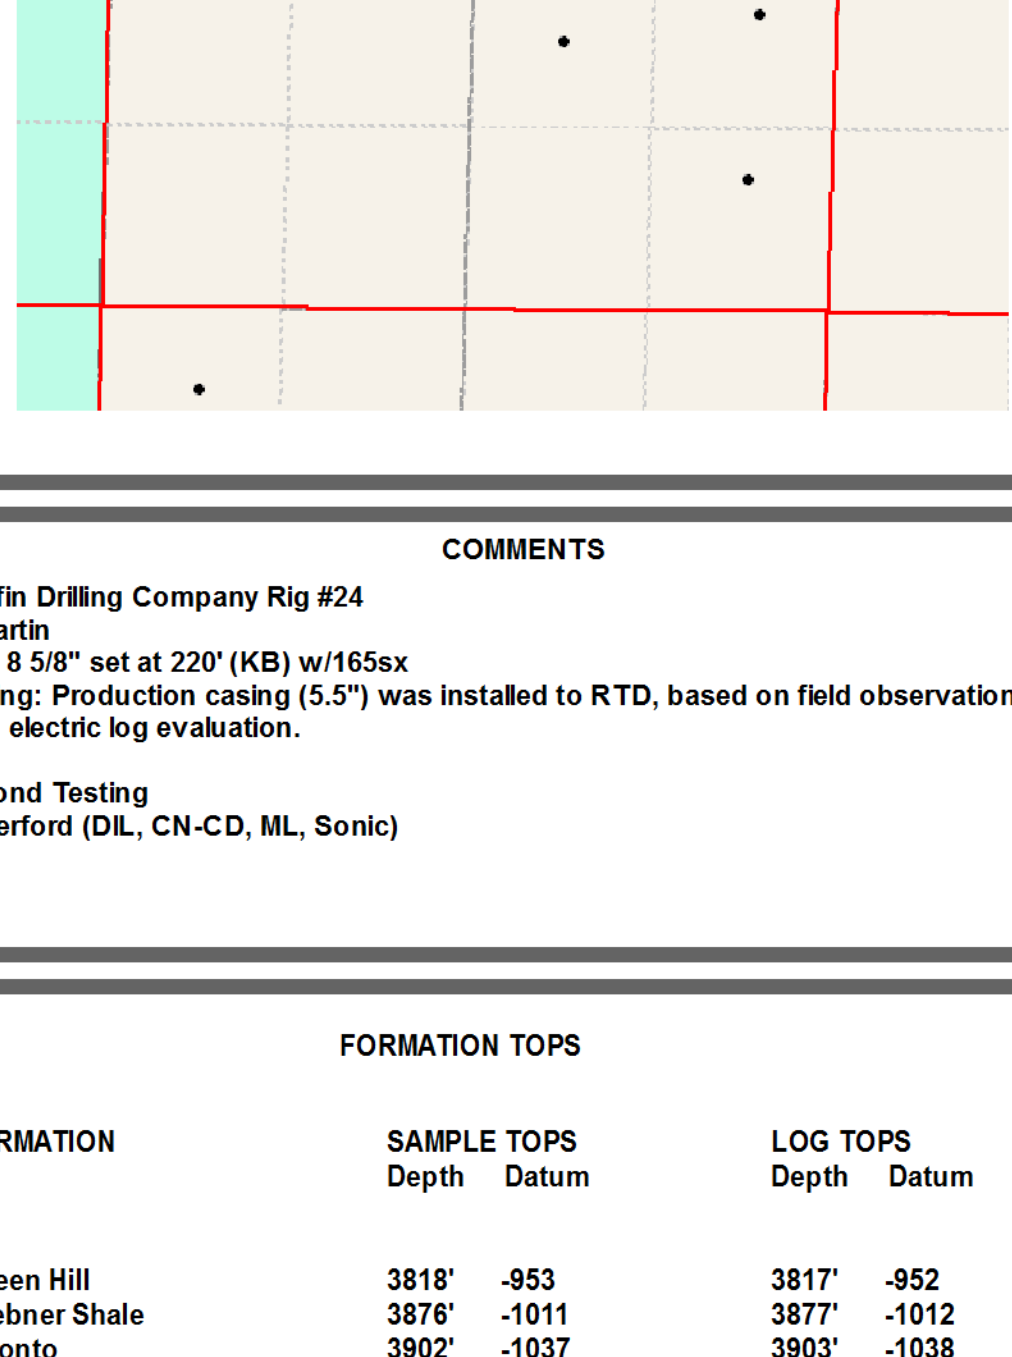 COMMENTS
fin Drilling Company Rig #24
artin
8 5/8" set at 220' (KB) w/165sx
ng: Production casing (5.5") was installed to RTD, based on field observation
electric log evaluation.
ond Testing
erford (DIL, CN-CD, ML, Sonic)
FORMATION TOPS
RMATION SAMPLE TOPS LOG TOPS
Depth Datum Depth Datum
een Hill 3818' -953 3817' -952
ebner Shale 3876' -1011 3877' -1012
onto 3902' -1037 3903' -1038